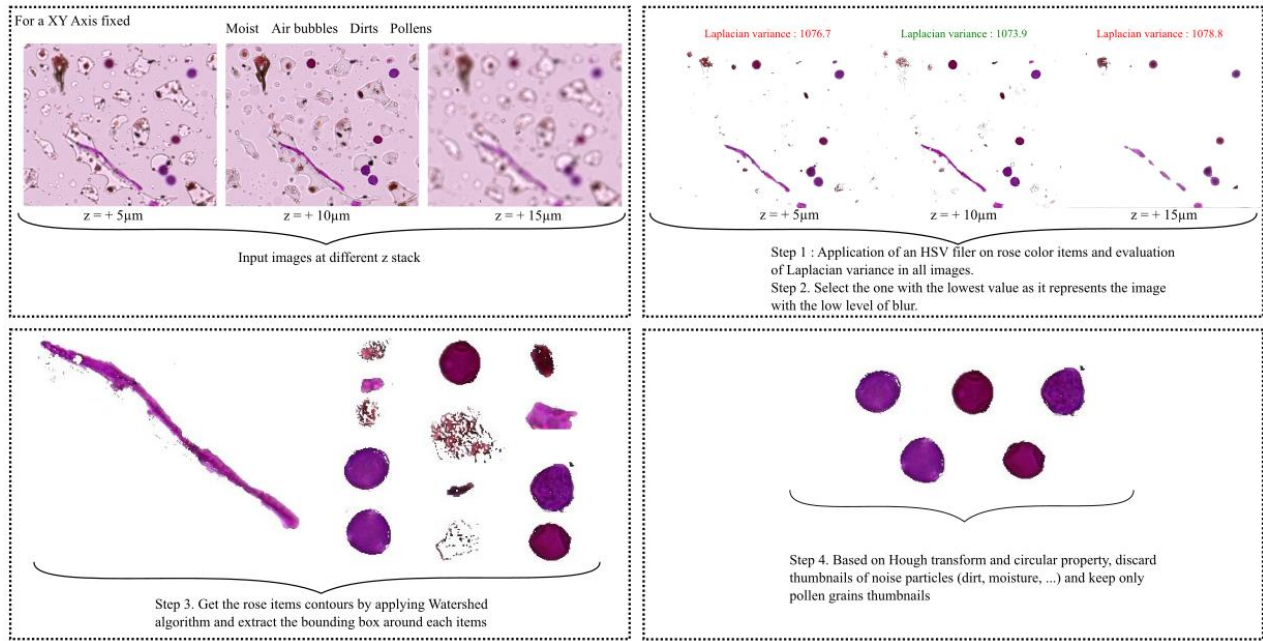 For a XY Axis fixed
Moist Air bubbles Dirts Pollens
z = + 5µm
z = + 10µm
z = + 15µm
Input images at different z stack
Laplacian variance : 1076.7
Laplacian variance : 1073.9
Laplacian variance : 1078.8
z = + 5µm
z = + 10µm
z = + 15µm
Step 1 : Application of an HSV filer on rose color items and evaluation
of Laplacian variance in all images.
Step 2. Select the one with the lowest value as it represents the image
with the low level of blur.
Step 3. Get the rose items contours by applying Watershed
algorithm and extract the bounding box around each items
Step 4. Based on Hough transform and circular property, discard
thumbnails of noise particles (dirt, moisture, ...) and keep only
pollen grains thumbnails